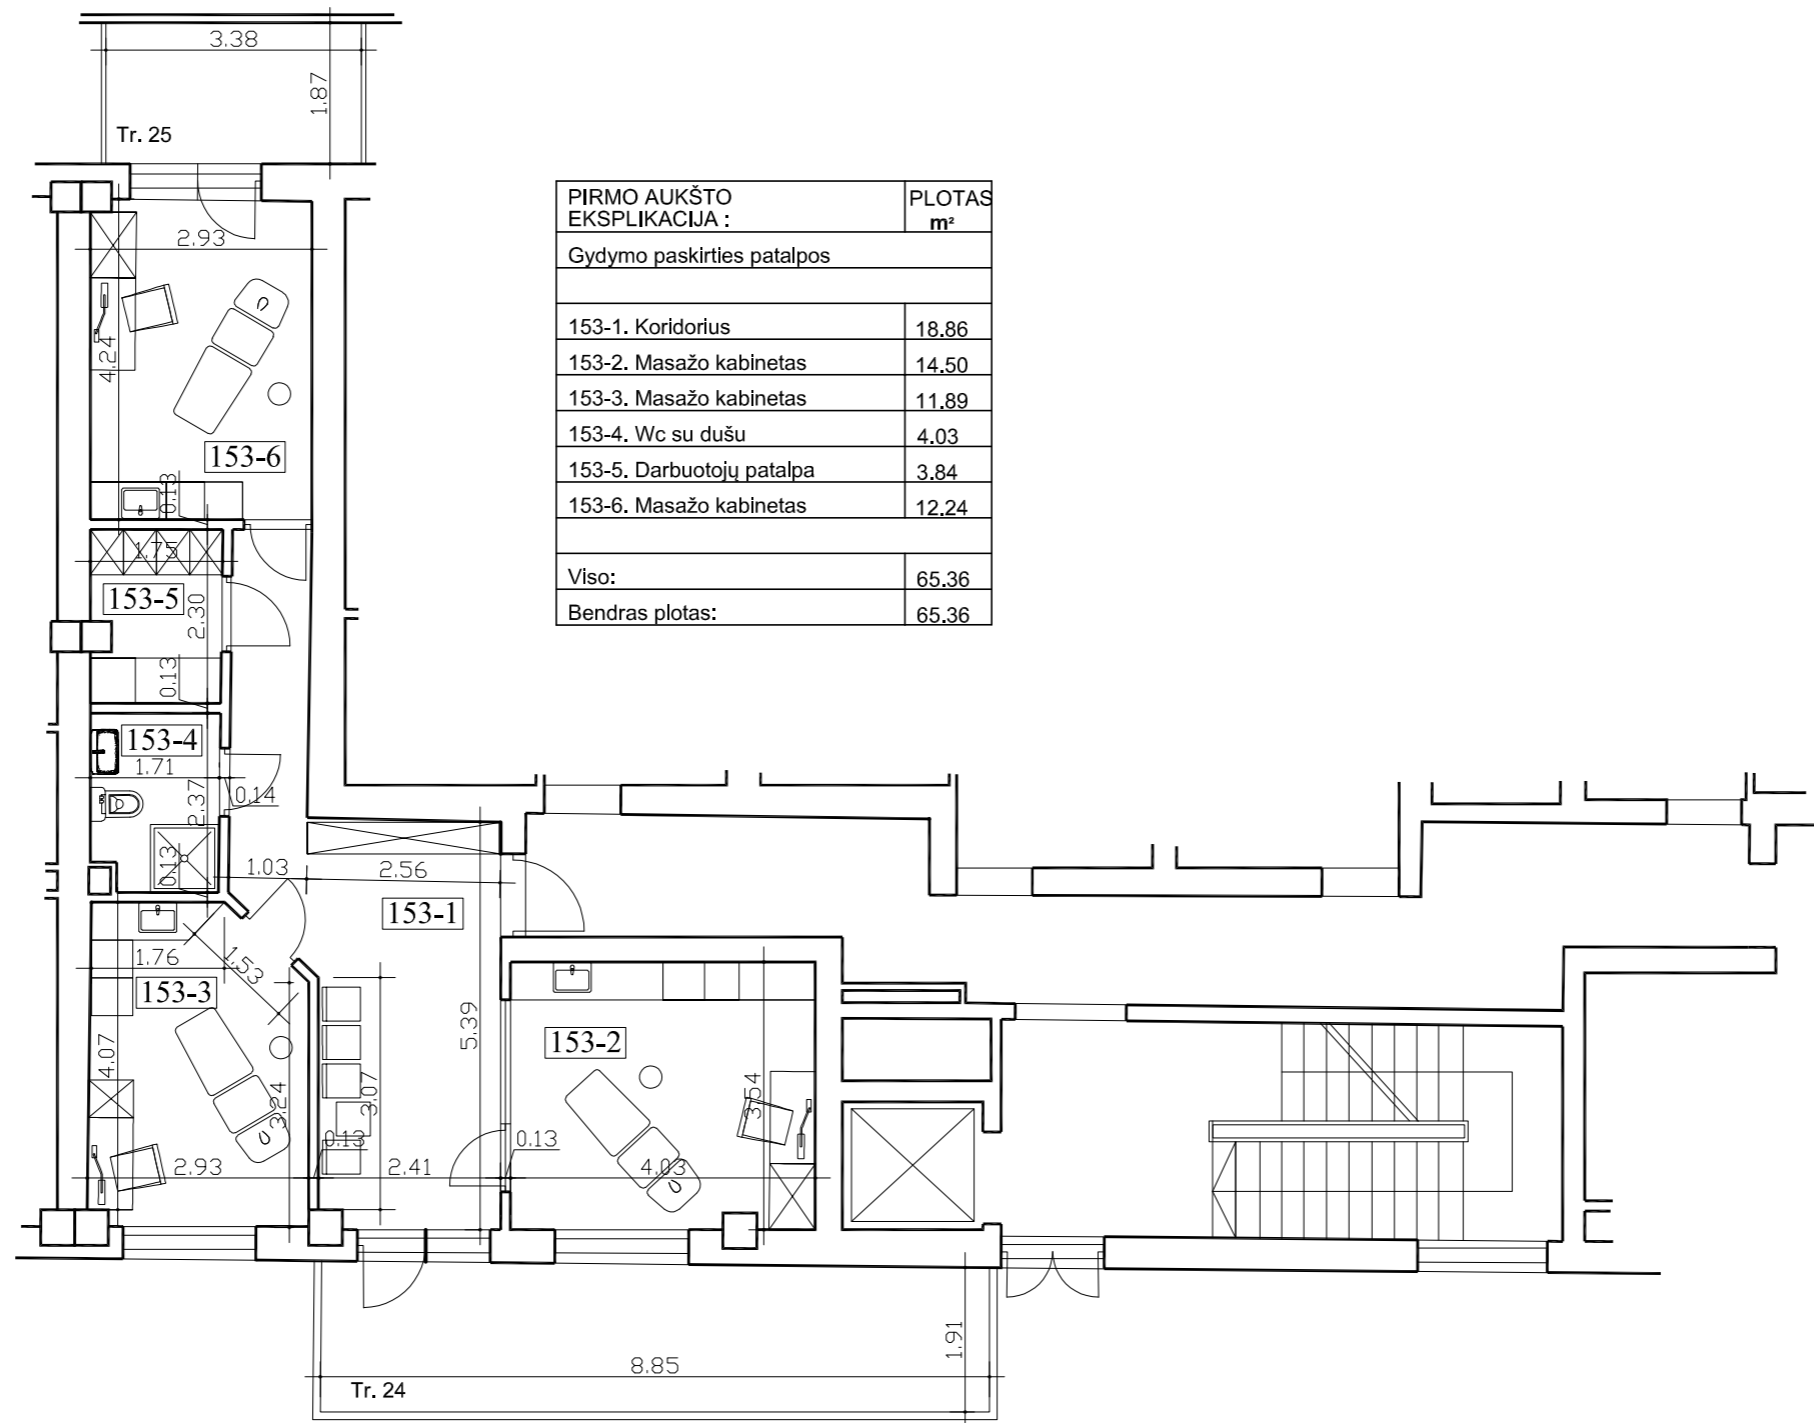 3.38
1.87
Tr. 25
2.93
4.24
153-6
0.13
1.75
153-5
2.30
0.13
153-4
1.71
2.37
0.14
0.13
1.03
2.56
153-1
1.76
1.53
153-3
4.07
3.24
3.07
5.39
153-2
3.54
0.13
0.13
2.93
2.41
4.03
8.85
1.91
Tr. 24
PIRMO AUKŠTO PLOTAS
EKSPLIKACIJA : m²
Gydymo paskirties patalpos
153-1. Koridorius 18.86
153-2. Masažo kabinetas 14.50
153-3. Masažo kabinetas 11.89
153-4. Wc su dušu 4.03
153-5. Darbuotojų patalpa 3.84
153-6. Masažo kabinetas 12.24
Viso: 65.36
Bendras plotas: 65.36